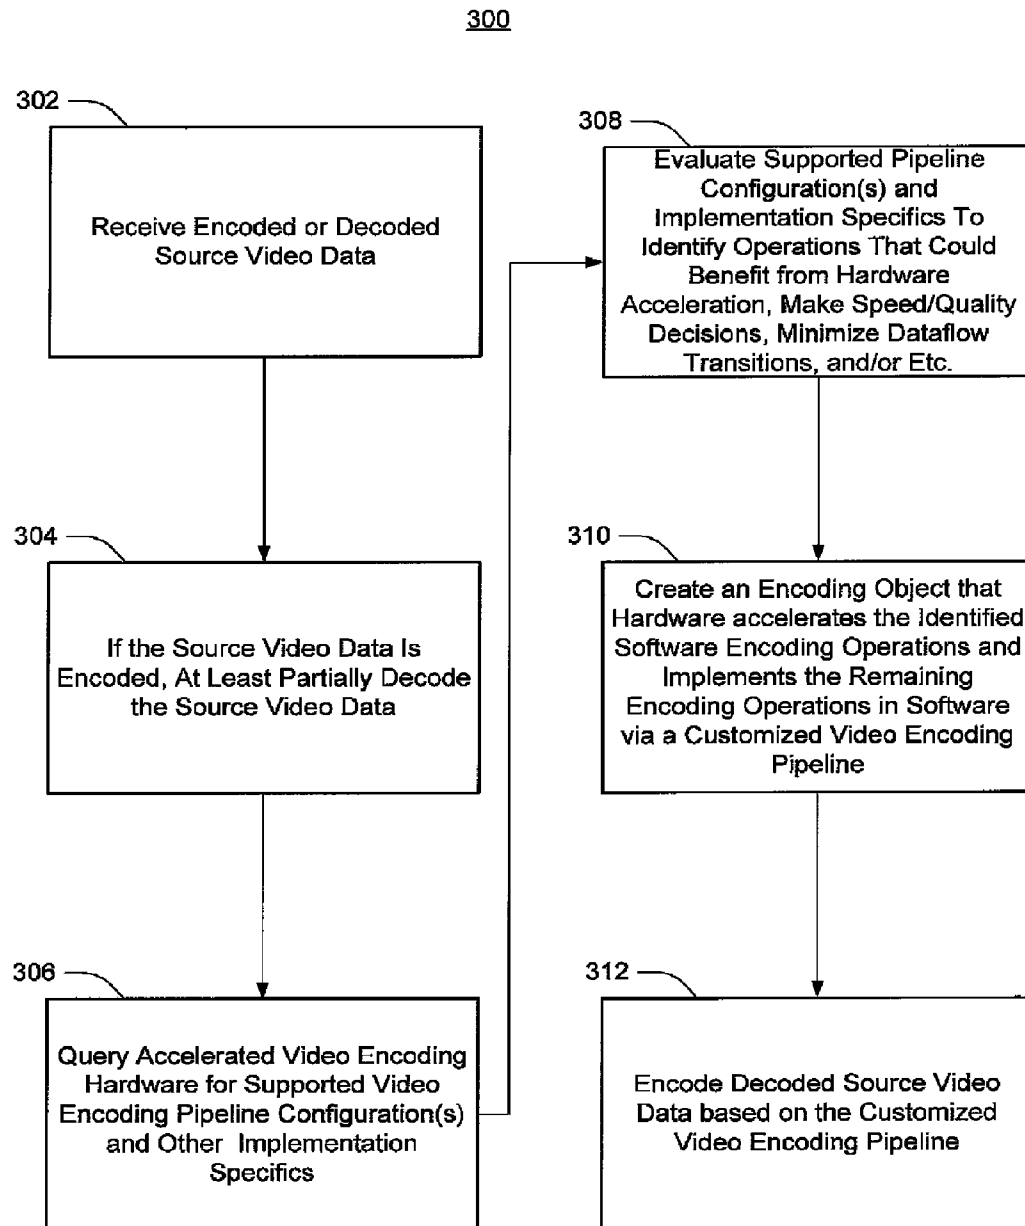 300
302
Receive Encoded or Decoded
Source Video Data
304
If the Source Video Data Is
Encoded, At Least Partially Decode
the Source Video Data
306
Query Accelerated Video Encoding
Hardware for Supported Video
Encoding Pipeline Configuration(s)
and Other Implementation
Specifics
308
Evaluate Supported Pipeline
Configuration(s) and
Implementation Specifics To
Identify Operations That Could
Benefit from Hardware
Acceleration, Make Speed/Quality
Decisions, Minimize Dataflow
Transitions, and/or Etc.
310
Create an Encoding Object that
Hardware accelerates the Identified
Software Encoding Operations and
Implements the Remaining
Encoding Operations in Software
via a Customized Video Encoding
Pipeline
312
Encode Decoded Source Video
Data based on the Customized
Video Encoding Pipeline